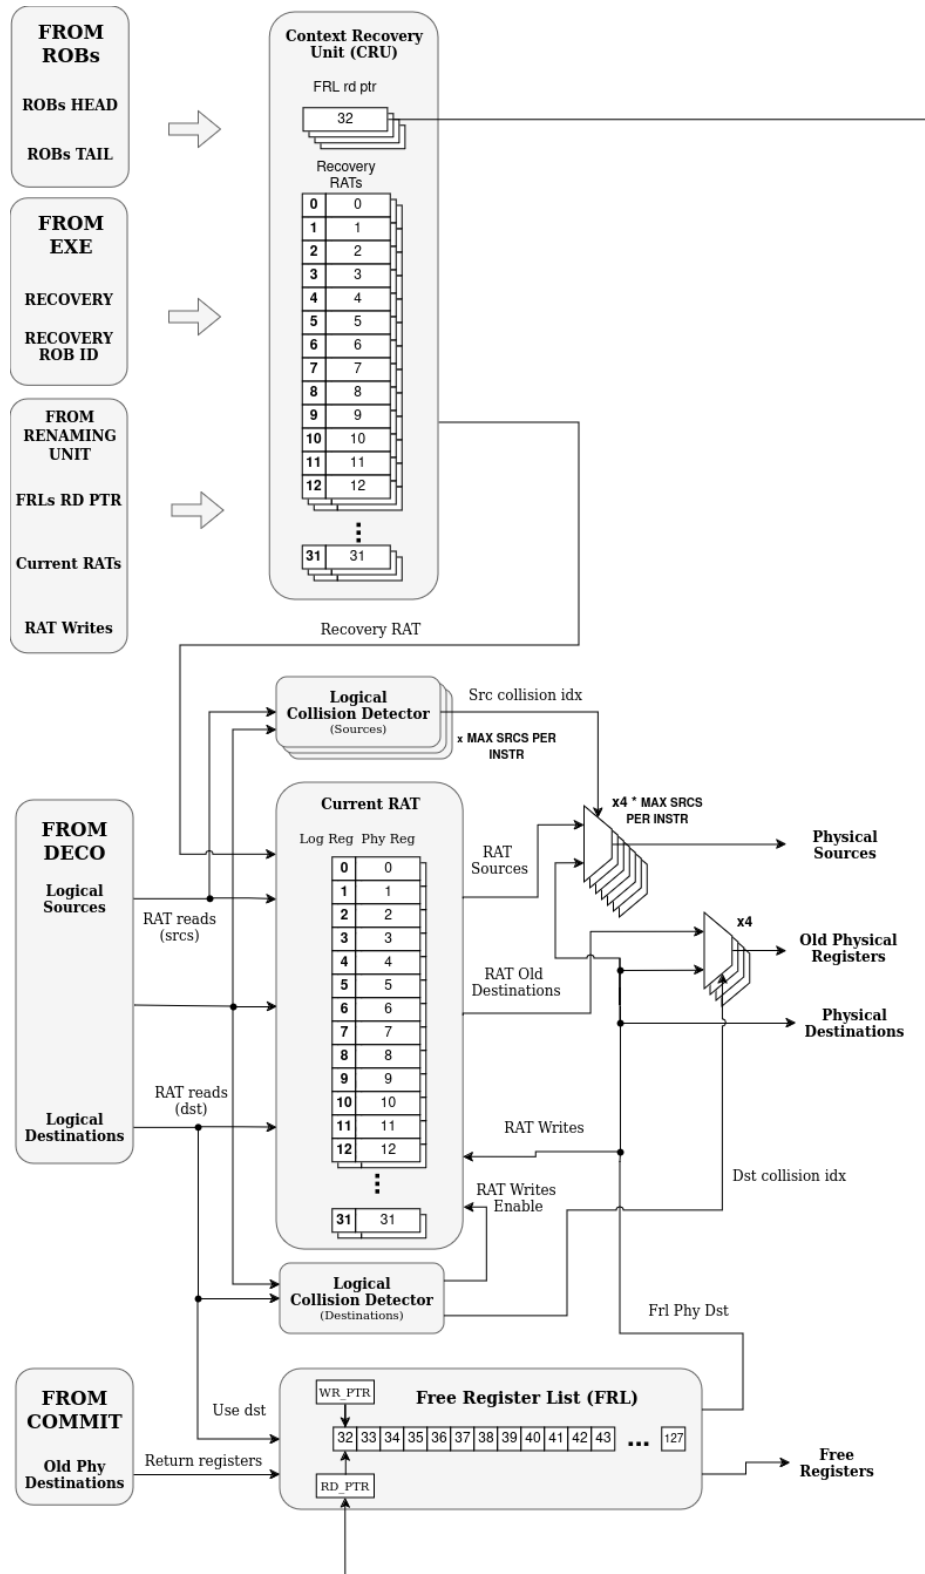 FROM
ROBs
ROBs HEAD
ROBs TAIL
FROM
EXE
RECOVERY
RECOVERY
ROB ID
FROM
RENAMING
UNIT
FRLs RD PTR
Current RATs
RAT Writes
Context Recovery
Unit (CRU)
FRL rd ptr
32
Recovery
RATs
0 0
1 1
2 2
3 3
4 4
5 5
6 6
7 7
8 8
9 9
10 10
11 11
12 12
31 31
Recovery RAT
Logical
Collision Detector
(Sources)
Src collision idx
x MAX SRCS PER
INSTR
FROM
DECO
Logical
Sources
Logical
Destinations
RAT reads
(srcs)
RAT reads
(dst)
Current RAT
Log Reg Phy Reg
0 0
1 1
2 2
3 3
4 4
5 5
6 6
7 7
8 8
9 9
10 10
11 11
12 12
31 31
RAT
Sources
x4 * MAX SRCS
PER INSTR
Physical
Sources
x4
RAT Old
Destinations
Old Physical
Registers
Physical
Destinations
RAT Writes
Dst collision idx
RAT Writes
Enable
Logical
Collision Detector
(Destinations)
Frl Phy Dst
FROM
COMMIT
Old Phy
Destinations
Use dst
Return registers
Free Register List (FRL)
WR_PTR
32 33 34 35 36 37 38 39 40 41 42 43 ... 127
RD_PTR
Free
Registers